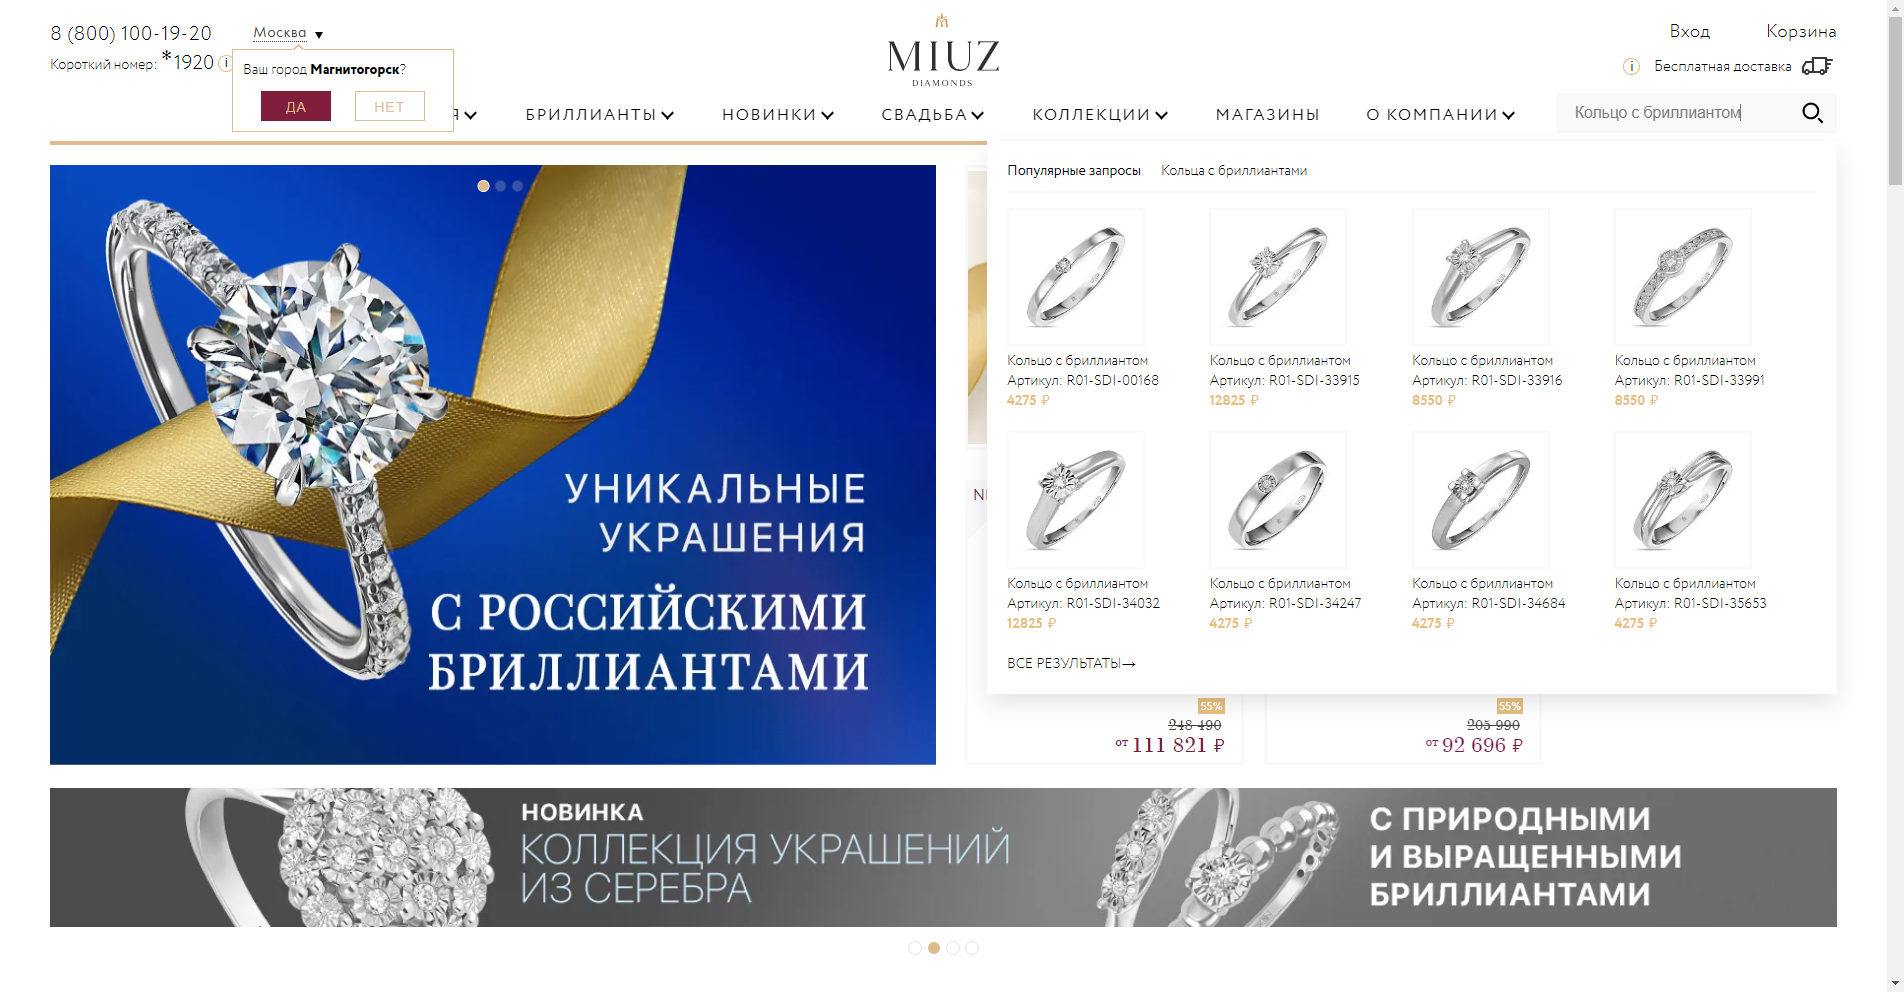 8 (800) 100-19-20
Москва ▼
Короткий номер: *1920
Ваш город Магнитогорск?
ДА
НЕТ
MIUZ
DIAMONDS
Вход
Корзина
Бесплатная доставка
БРИЛЛИАНТЫ
НОВИНКИ
СВАДЬБА
КОЛЛЕКЦИИ
МАГАЗИНЫ
О КОМПАНИИ
Кольцо с бриллиантом
Популярные запросы
Кольца с бриллиантами
Кольцо с бриллиантом
Артикул: R01-SDI-00168
4275 ₽
Кольцо с бриллиантом
Артикул: R01-SDI-33915
12825 ₽
Кольцо с бриллиантом
Артикул: R01-SDI-33916
8550 ₽
Кольцо с бриллиантом
Артикул: R01-SDI-33991
8550 ₽
Кольцо с бриллиантом
Артикул: R01-SDI-34032
12825 ₽
Кольцо с бриллиантом
Артикул: R01-SDI-34247
4275 ₽
Кольцо с бриллиантом
Артикул: R01-SDI-34684
4275 ₽
Кольцо с бриллиантом
Артикул: R01-SDI-35653
4275 ₽
ВСЕ РЕЗУЛЬТАТЫ→
УНИКАЛЬНЫЕ
УКРАШЕНИЯ
С РОССИЙСКИМИ
БРИЛЛИАНТАМИ
55%
248 490
от 111 821 ₽
55%
205 990
от 92 696 ₽
НОВИНКА
КОЛЛЕКЦИЯ УКРАШЕНИЙ
ИЗ СЕРЕБРА
С ПРИРОДНЫМИ
И ВЫРАЩЕННЫМИ
БРИЛЛИАНТАМИ